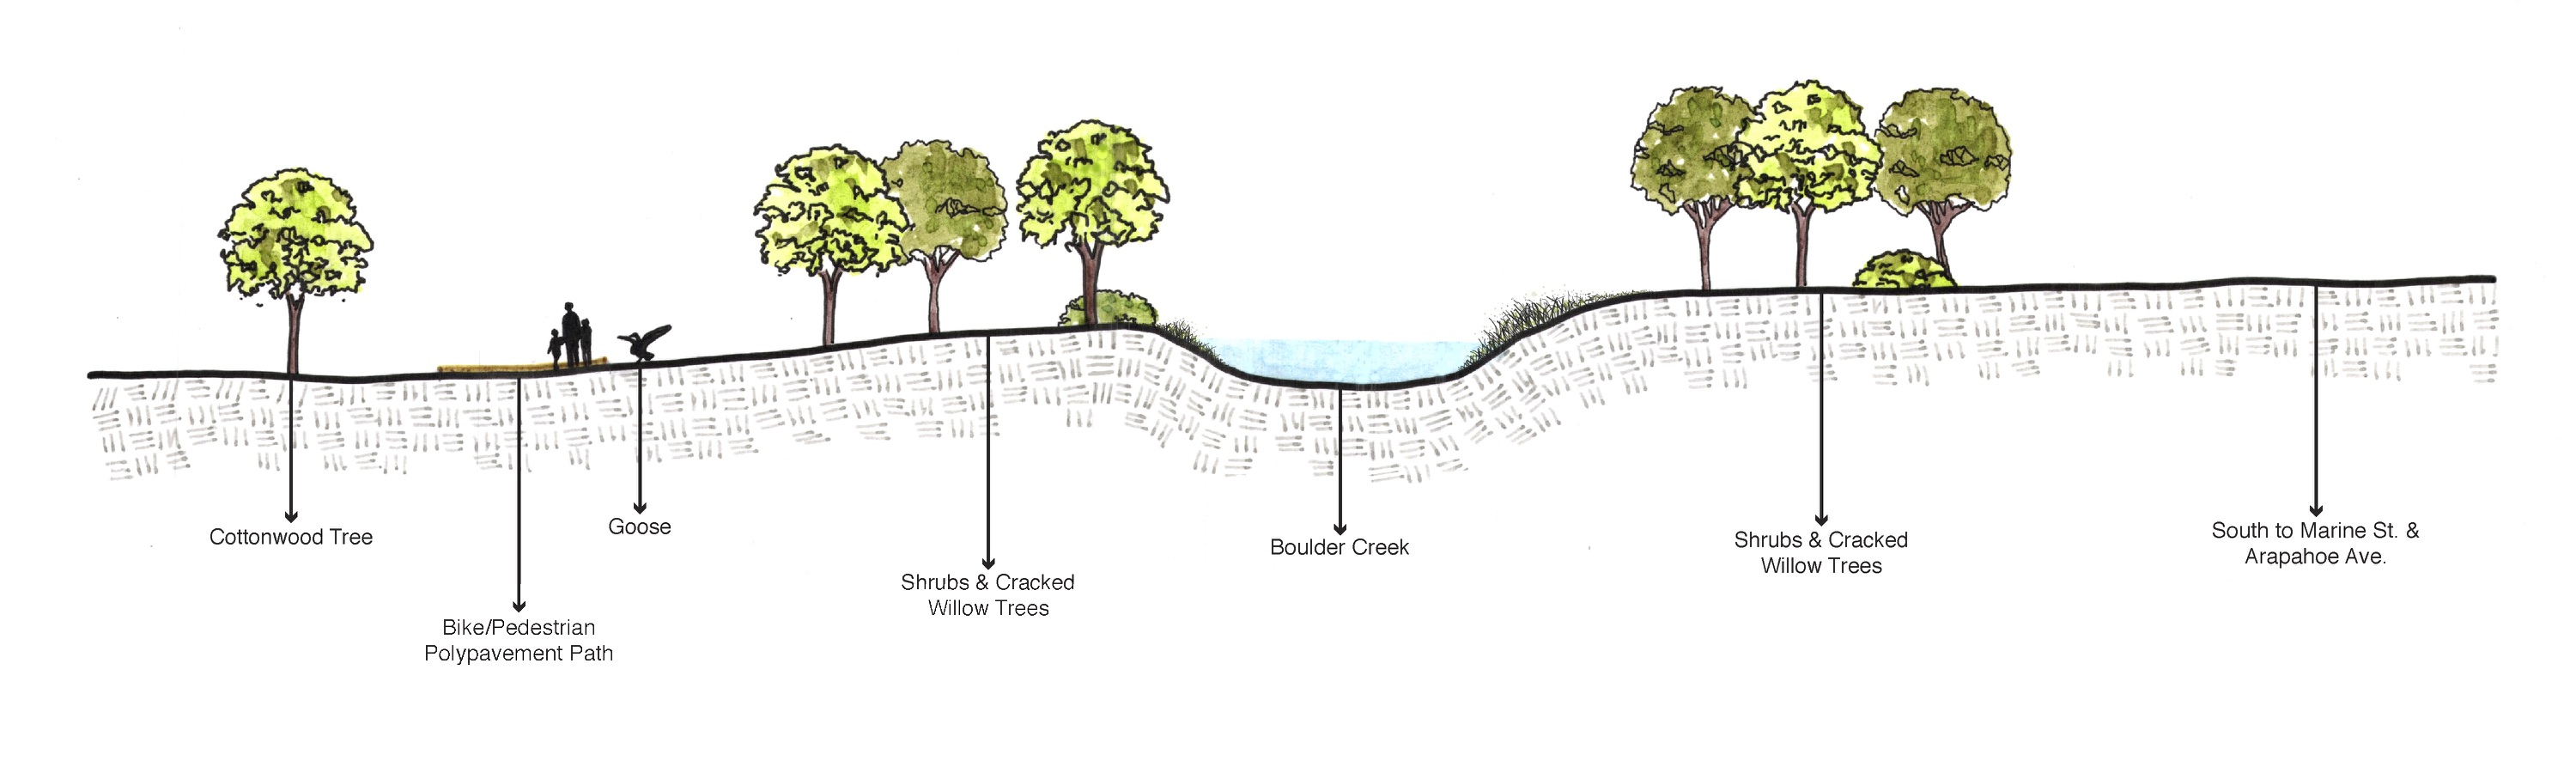 Cottonwood Tree
Bike/Pedestrian
Polypavement Path
Goose
Shrubs & Cracked
Willow Trees
Boulder Creek
Shrubs & Cracked
Willow Trees
South to Marine St. &
Arapahoe Ave.